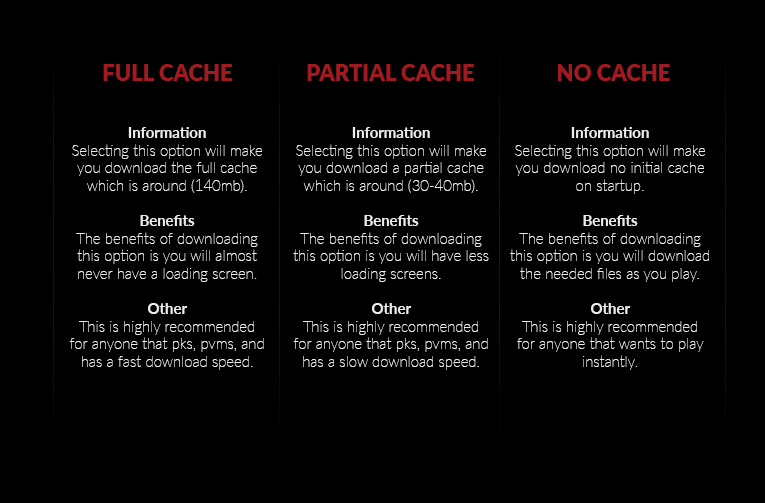 FULL CACHE
Information
Selecting this option will make
you download the full cache
which is around (140mb).
Benefits
The benefits of downloading
this option is you will almost
never have a loading screen.
Other
This is highly recommended
for anyone that pks, pvms, and
has a fast download speed.
PARTIAL CACHE
Information
Selecting this option will make
you download a partial cache
which is around (30-40mb).
Benefits
The benefits of downloading
this option is you will have less
loading screens.
Other
This is highly recommended
for anyone that pks, pvms, and
has a slow download speed.
NO CACHE
Information
Selecting this option will make
you download no initial cache
on startup.
Benefits
The benefits of downloading
this option is you will download
the needed files as you play.
Other
This is highly recommended
for anyone that wants to play
instantly.